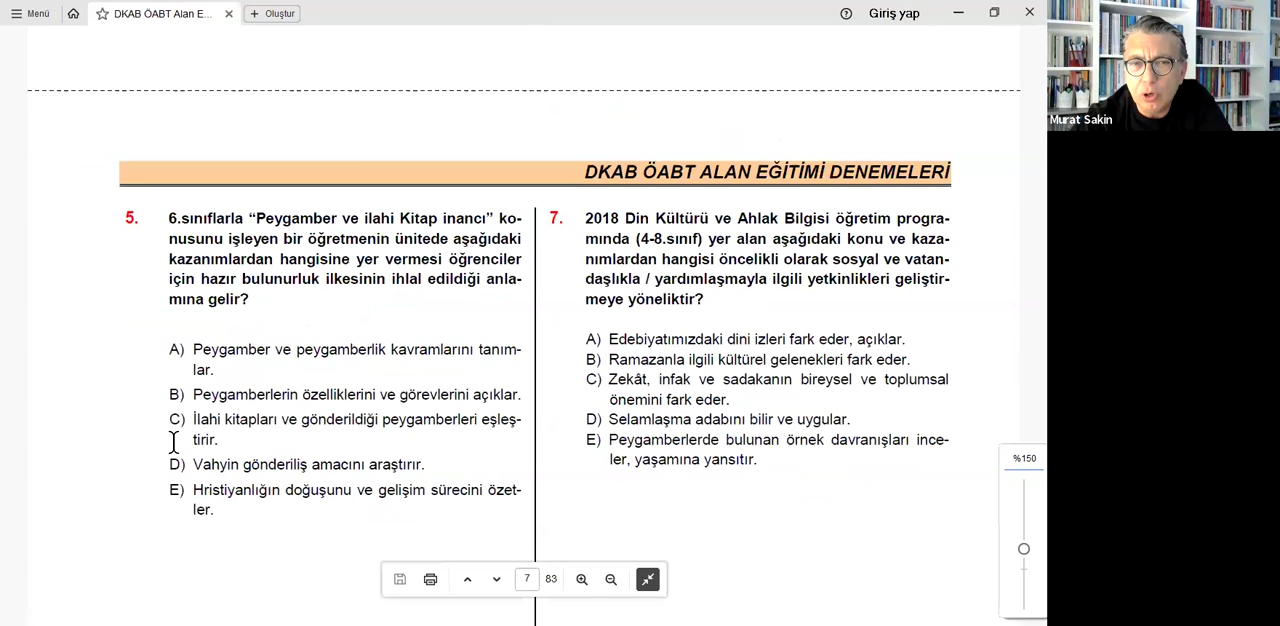 Menü
DKAB ÖABT Alan E...
Oluştur
Giriş yap
Murat Sakin
DKAB ÖABT ALAN EĞİTİMİ DENEMELERİ
5. 6.sınıflarla “Peygamber ve ilahi Kitap inancı” ko-
nusunu işleyen bir öğretmenin ünitede aşağıdaki
kazanımlardan hangisine yer vermesi öğrenciler
için hazır bulunurluk ilkesinin ihlal edildiği anla-
mına gelir?
A) Peygamber ve peygamberlik kavramlarını tanım-
lar.
B) Peygamberlerin özelliklerini ve görevlerini açıklar.
C) İlahi kitapları ve gönderildiği peygamberleri eşleş-
tirir.
D) Vahyin gönderiliş amacını araştırır.
E) Hristiyanlığın doğuşunu ve gelişim sürecini özet-
ler.
7. 2018 Din Kültürü ve Ahlak Bilgisi öğretim progra-
mında (4-8.sınıf) yer alan aşağıdaki konu ve kaza-
nımlardan hangisi öncelikli olarak sosyal ve vatan-
daşlıkla / yardımlaşmayla ilgili yetkinlikleri geliştir-
meye yöneliktir?
A) Edebiyatımızdaki dini izleri fark eder, açıklar.
B) Ramazanla ilgili kültürel gelenekleri fark eder.
C) Zekât, infak ve sadakanın bireysel ve toplumsal
önemini fark eder.
D) Selamlaşma adabını bilir ve uygular.
E) Peygamberlerde bulunan örnek davranışları ince-
ler, yaşamına yansıtır.
%150
7 83